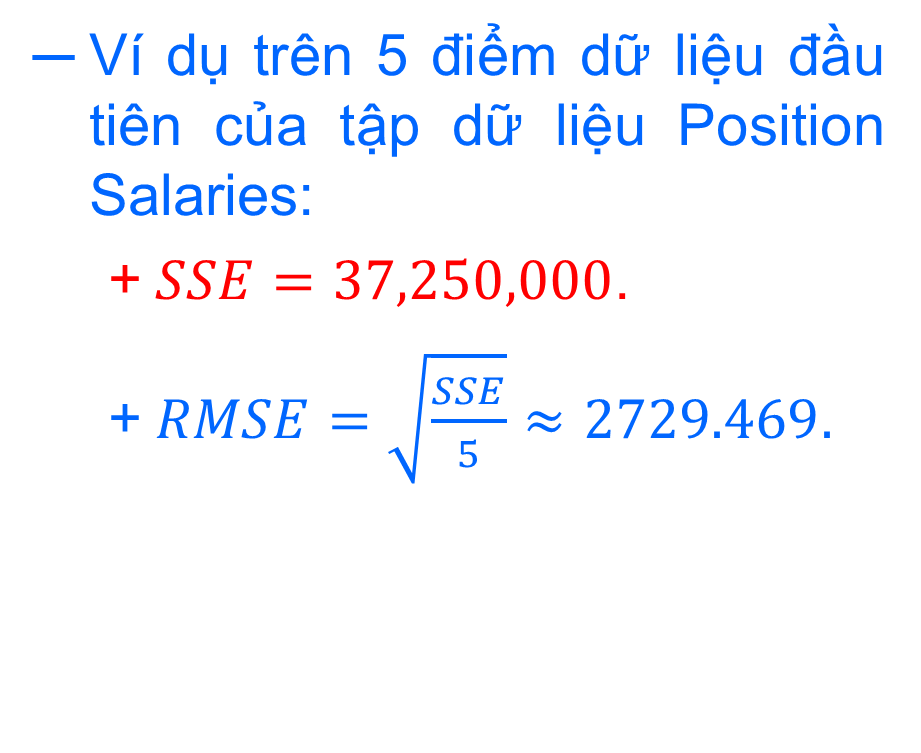 — Ví dụ trên 5 điểm dữ liệu đầu
tiên của tập dữ liệu Position
Salaries:
+ SSE = 37,250,000.
+ RMSE = √(SSE/5) ≈ 2729.469.